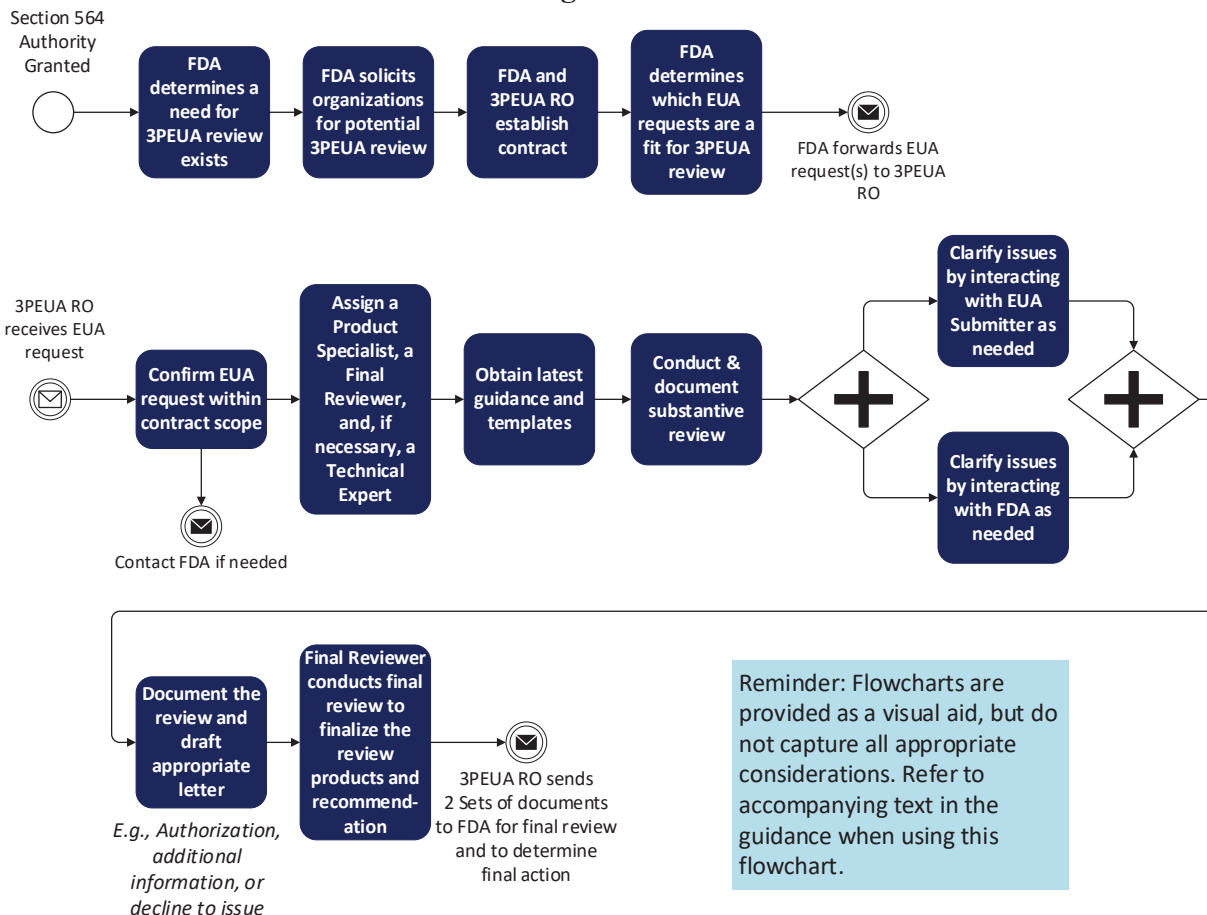 Section 564
Authority
Granted
FDA
determines a
need for
3PEUA review
exists
FDA solicits
organizations
for potential
3PEUA review
FDA and
3PEUA RO
establish
contract
FDA
determines
which EUA
requests are a
fit for 3PEUA
review
FDA forwards EUA
request(s) to 3PEUA
RO
3PEUA RO
receives EUA
request
Confirm EUA
request within
contract scope
Contact FDA if needed
Assign a
Product
Specialist, a
Final
Reviewer,
and, if
necessary, a
Technical
Expert
Obtain latest
guidance and
templates
Conduct &
document
substantive
review
Clarify issues
by interacting
with EUA
Submitter as
needed
Clarify issues
by interacting
with FDA as
needed
Document the
review and
draft
appropriate
letter
E.g., Authorization,
additional
information, or
decline to issue
Final Reviewer
conducts final
review to
finalize the
review
products and
recommend-
ation
3PEUA RO sends
2 Sets of documents
to FDA for final review
and to determine
final action
Reminder: Flowcharts are
provided as a visual aid, but do
not capture all appropriate
considerations. Refer to
accompanying text in the
guidance when using this
flowchart.